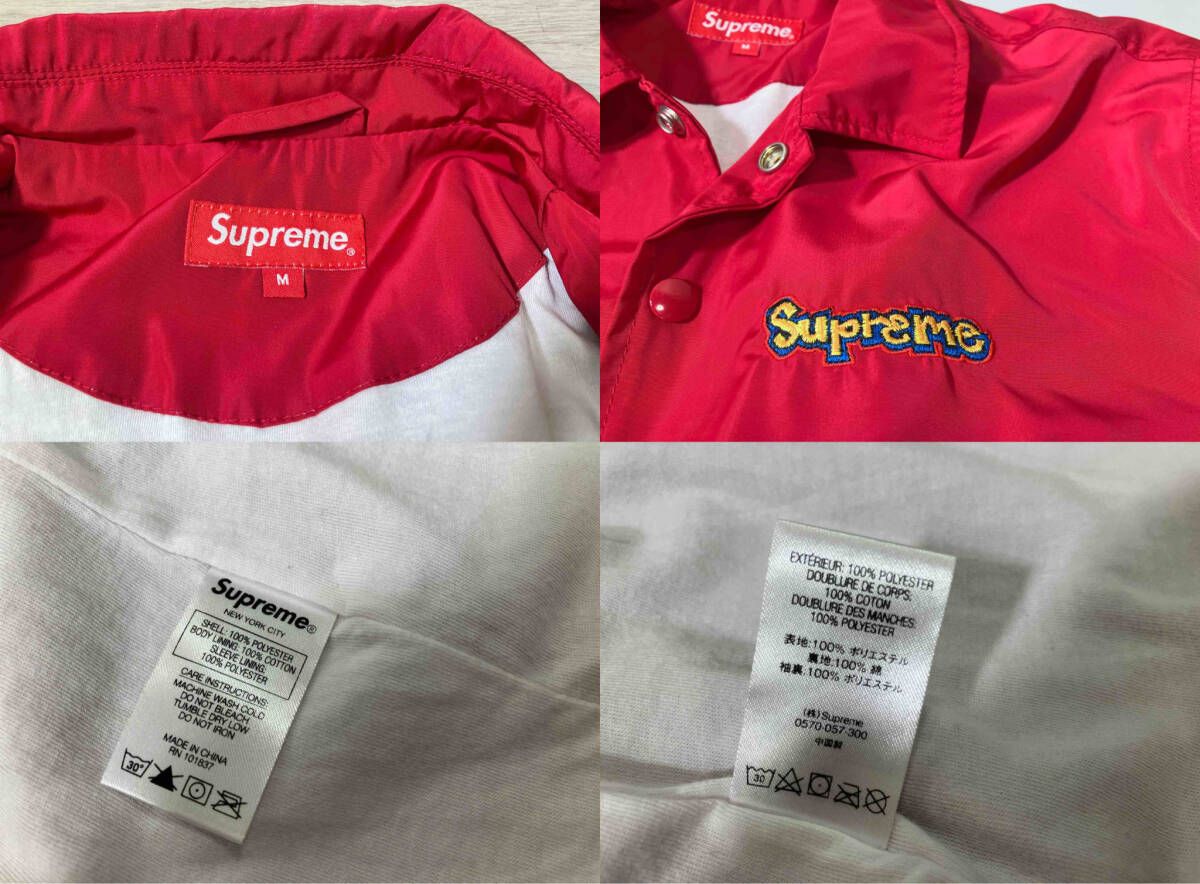 Supreme®
M
Supreme®
M
Supreme
Supreme®
NEW YORK CITY
SHELL: 100% POLYESTER
BODY LINING: 100% COTTON
SLEEVE LINING:
100% POLYESTER
CARE INSTRUCTIONS:
MACHINE WASH COLD
DO NOT BLEACH
TUMBLE DRY LOW
DO NOT IRON
MADE IN CHINA
RN 101837
30°
EXTÉRIEUR: 100% POLYESTER
DOUBLURE DE CORPS:
100% COTON
DOUBLURE DES MANCHES:
100% POLYESTER
表地:100% ポリエステル
裏地:100% 綿
袖裏:100% ポリエステル
(株)Supreme
0570-057-300
中国製
30